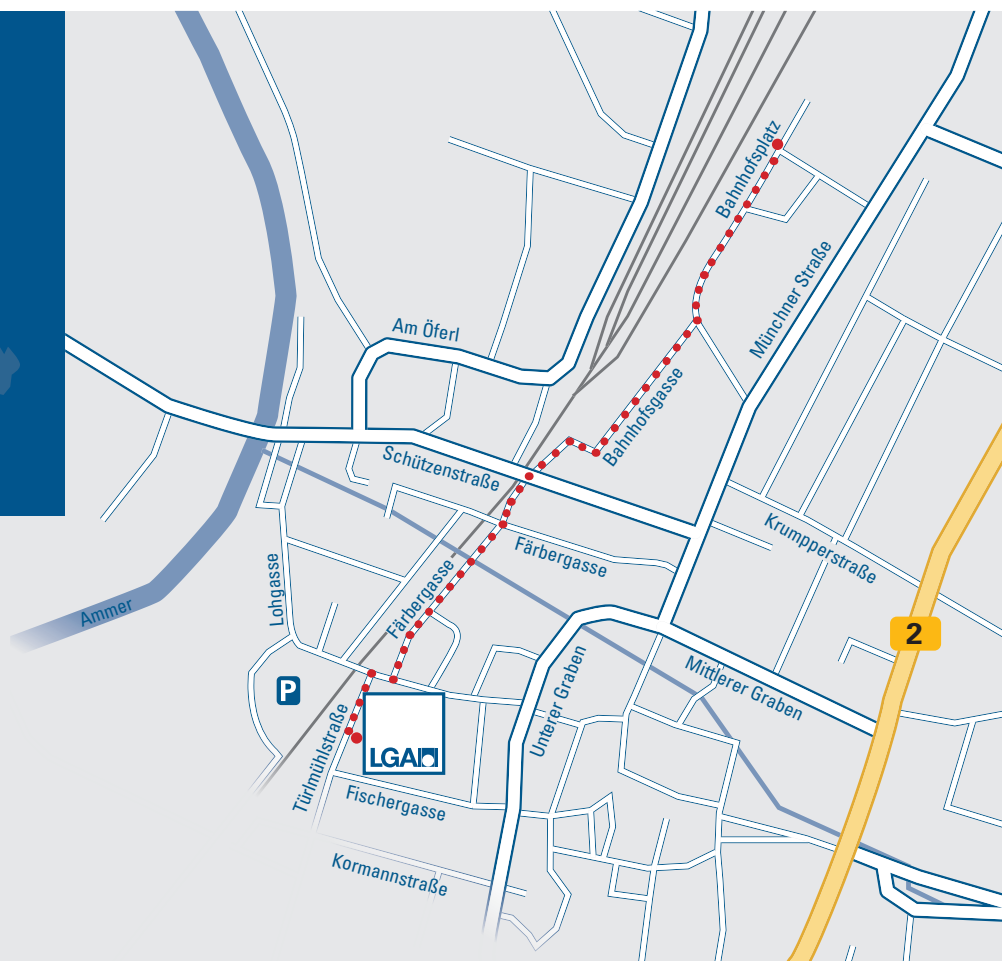 Bahnhofsplatz
Münchner Straße
Am Öferl
Bahnhofsgasse
Schützenstraße
Krumpperstraße
Färbergasse
Färbergasse
Lohgasse
Ammer
2
Mittlerer Graben
Unterer Graben
P
Türlmühlstraße
LGA
Fischergasse
Kormannstraße